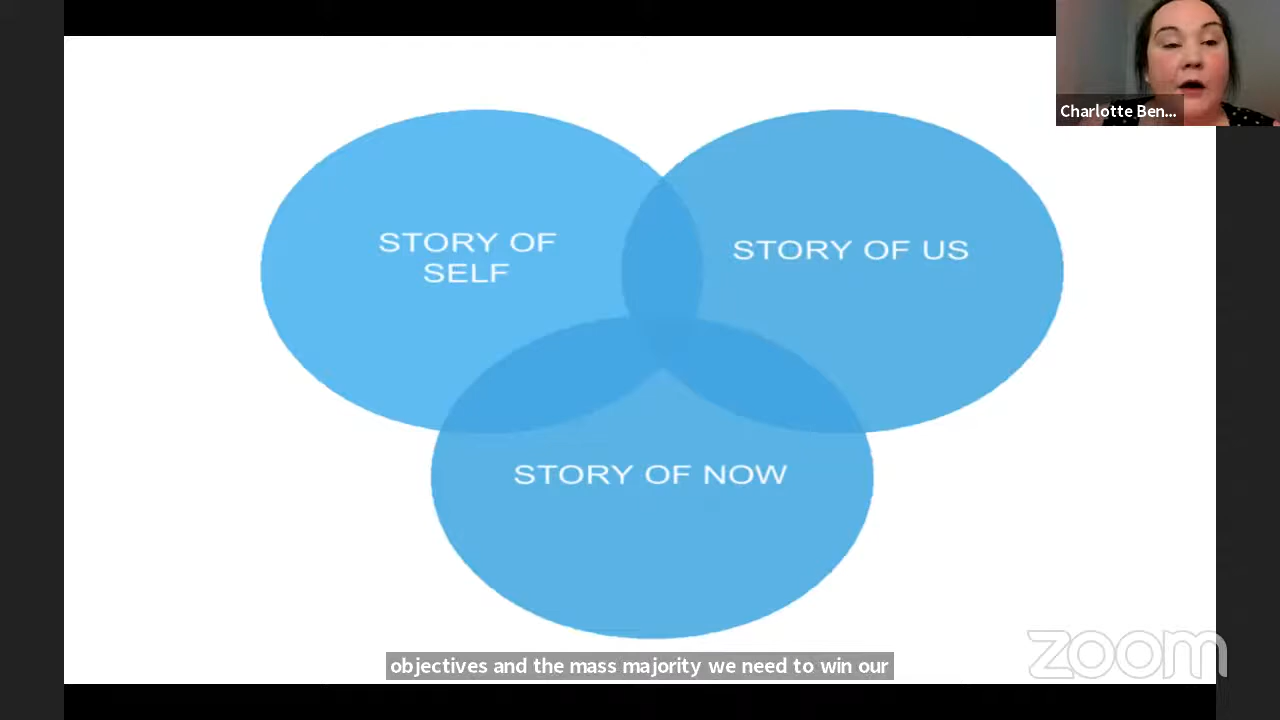 Charlotte Ben...
STORY OF
SELF
STORY OF US
STORY OF NOW
objectives and the mass majority we need to win our
zoom